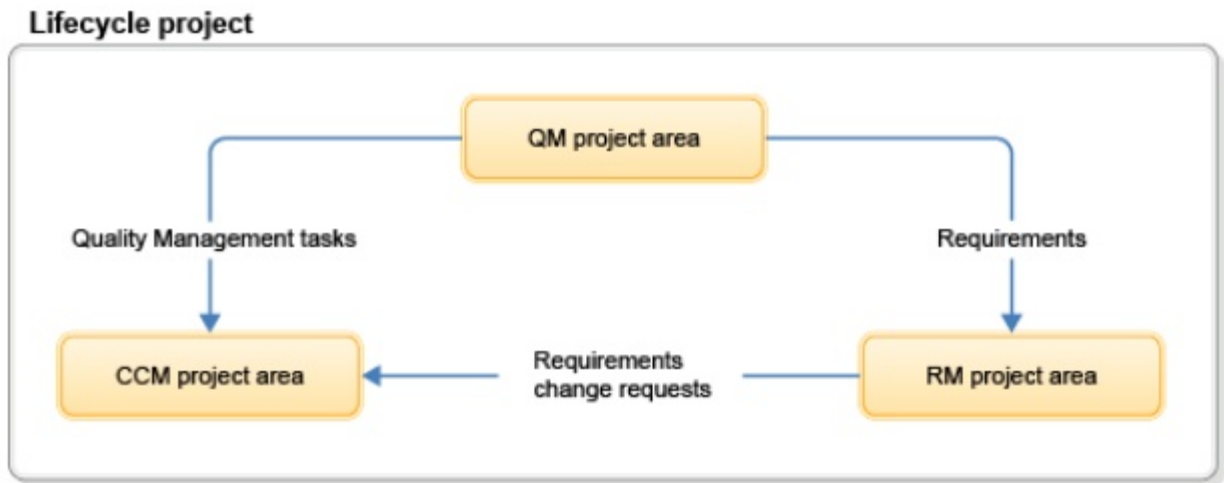 Lifecycle project
QM project area
Quality Management tasks
Requirements
CCM project area
Requirements
change requests
RM project area